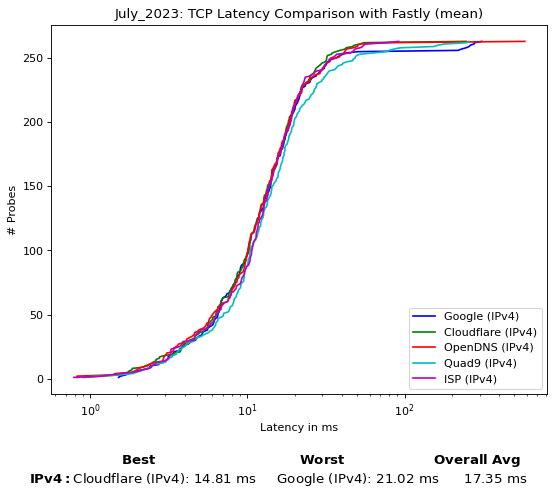 July_2023: TCP Latency Comparison with Fastly (mean)
# Probes
250
200
150
100
50
0
10⁰ 10¹ 10²
Latency in ms
Google (IPv4)
Cloudflare (IPv4)
OpenDNS (IPv4)
Quad9 (IPv4)
ISP (IPv4)
Best Worst Overall Avg
IPv4: Cloudflare (IPv4): 14.81 ms Google (IPv4): 21.02 ms 17.35 ms